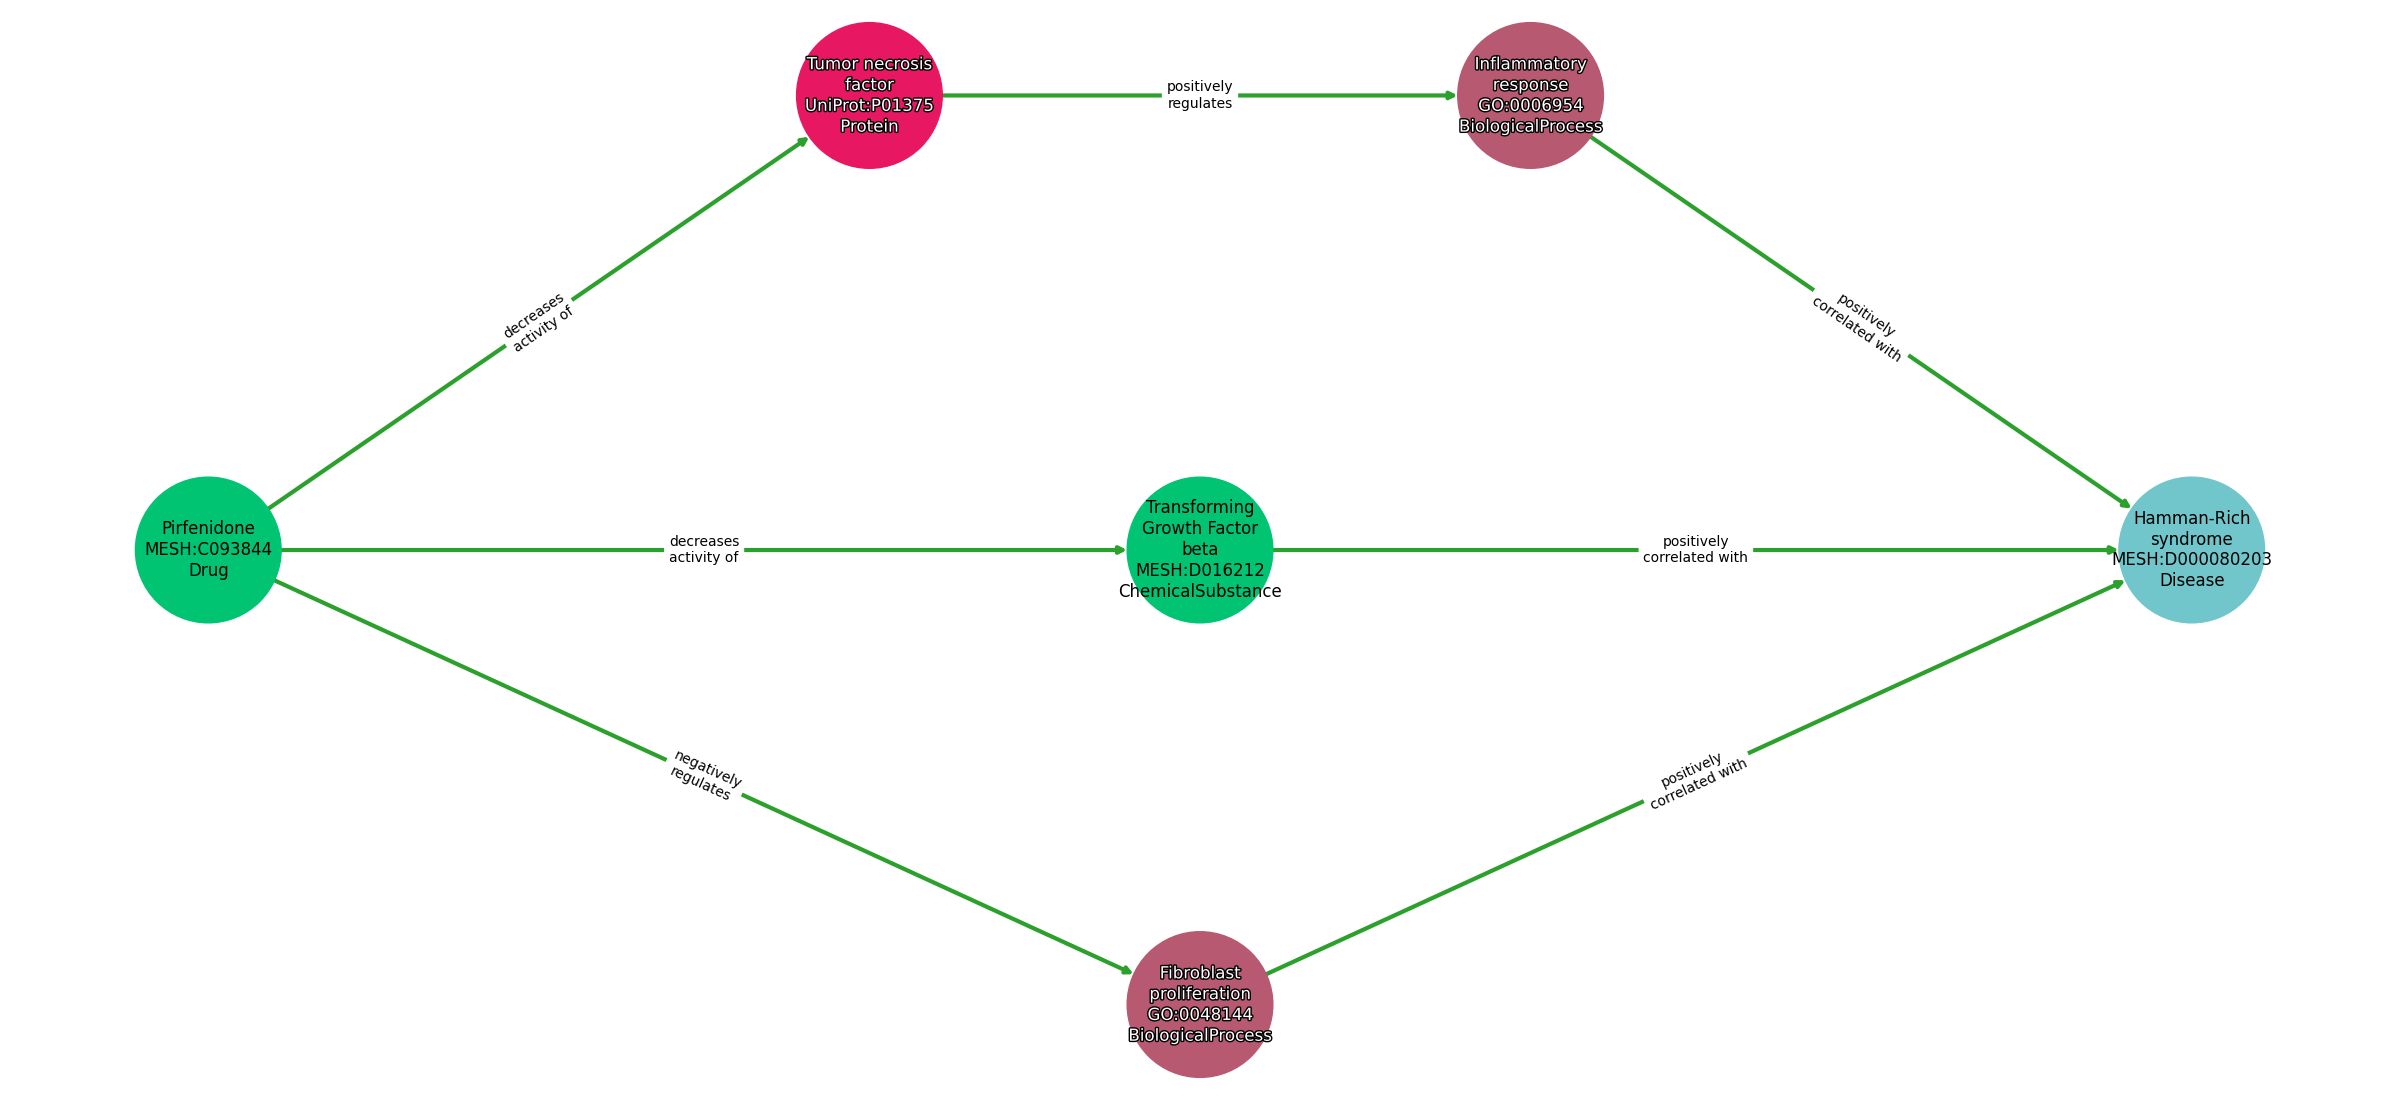 Tumor necrosis
factor
UniProt:P01375
Protein
positively
regulates
Inflammatory
response
GO:0006954
BiologicalProcess
decreases
activity of
positively
correlated with
Pirfenidone
MESH:C093844
Drug
decreases
activity of
Transforming
Growth Factor
beta
MESH:D016212
ChemicalSubstance
positively
correlated with
Hamman-Rich
syndrome
MESH:D000080203
Disease
negatively
regulates
positively
correlated with
Fibroblast
proliferation
GO:0048144
BiologicalProcess